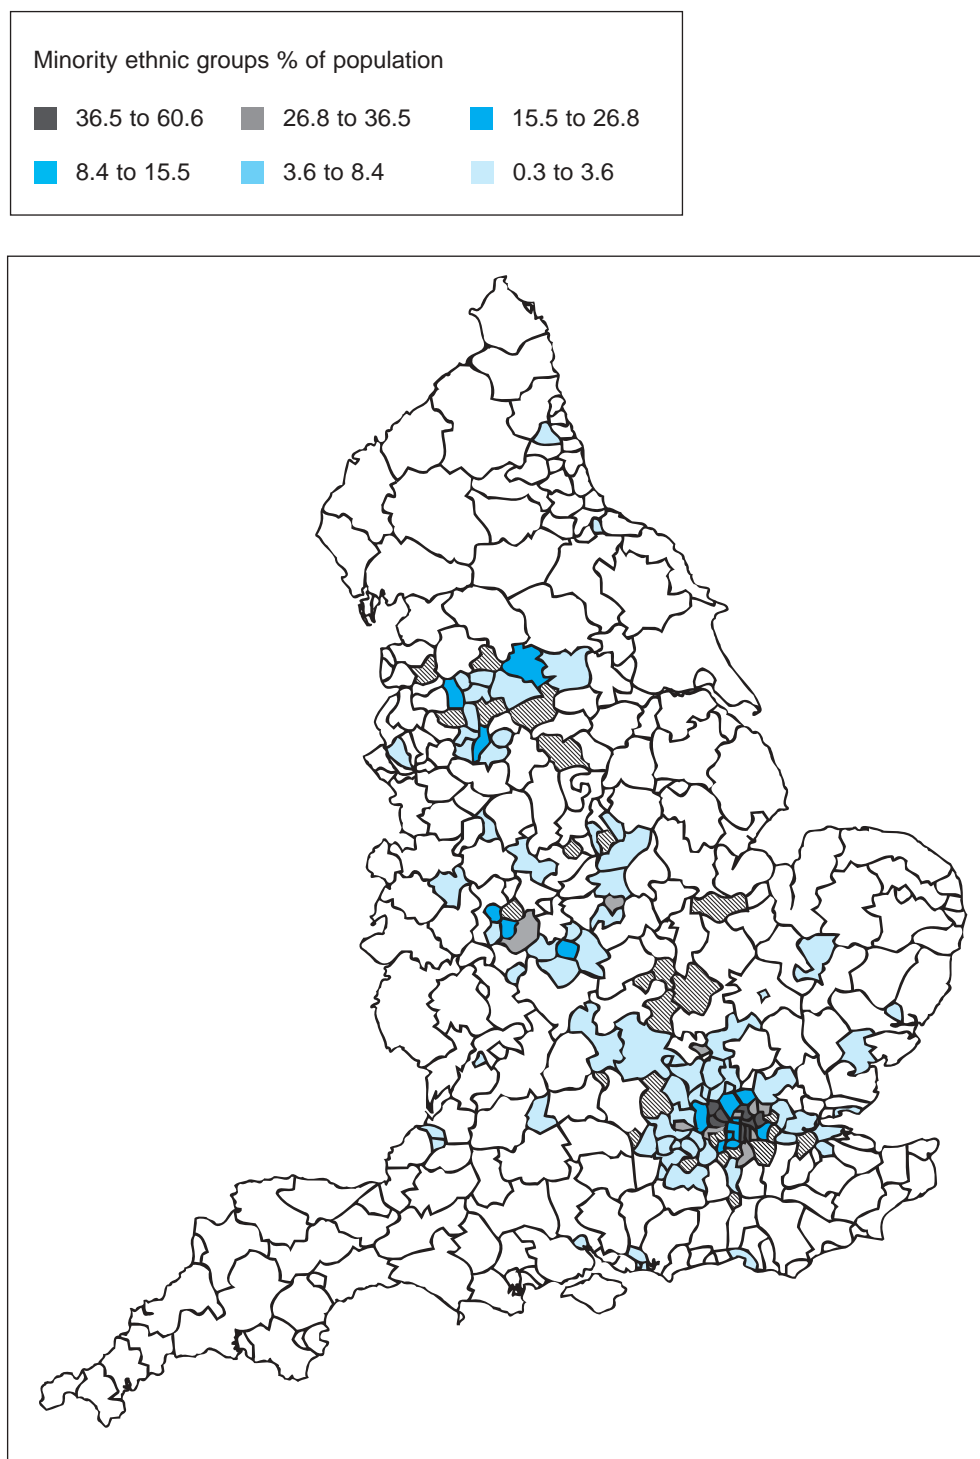 Minority ethnic groups % of population
36.5 to 60.6 26.8 to 36.5 15.5 to 26.8
8.4 to 15.5 3.6 to 8.4 0.3 to 3.6